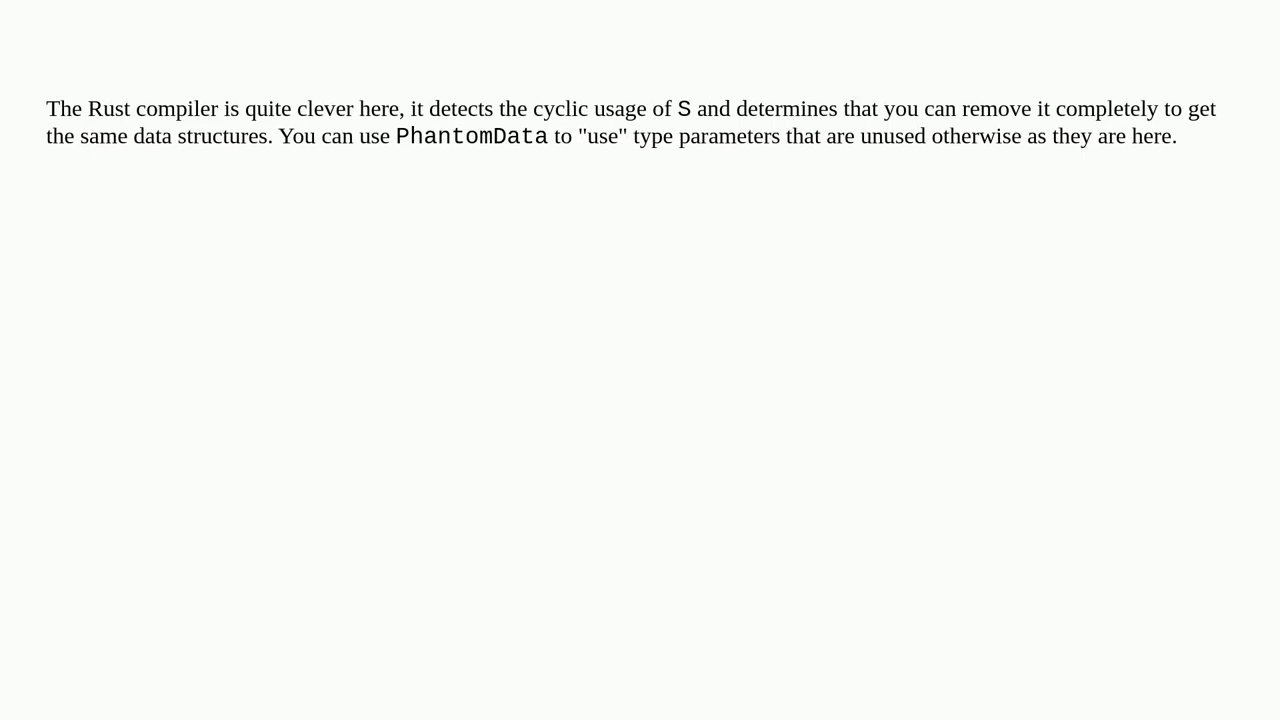 The Rust compiler is quite clever here, it detects the cyclic usage of S and determines that you can remove it completely to get
the same data structures. You can use PhantomData to "use" type parameters that are unused otherwise as they are here.